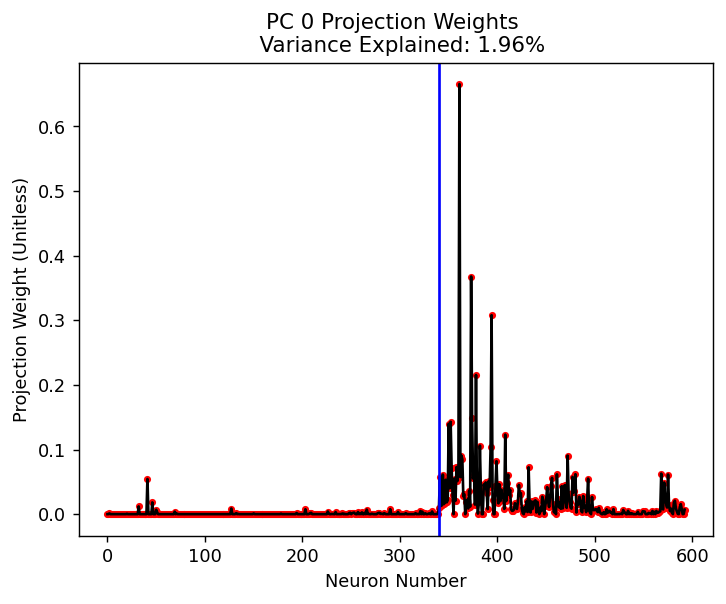 PC 0 Projection Weights
Variance Explained: 1.96%
Projection Weight (Unitless)
0.6
0.5
0.4
0.3
0.2
0.1
0.0
0 100 200 300 400 500 600
Neuron Number